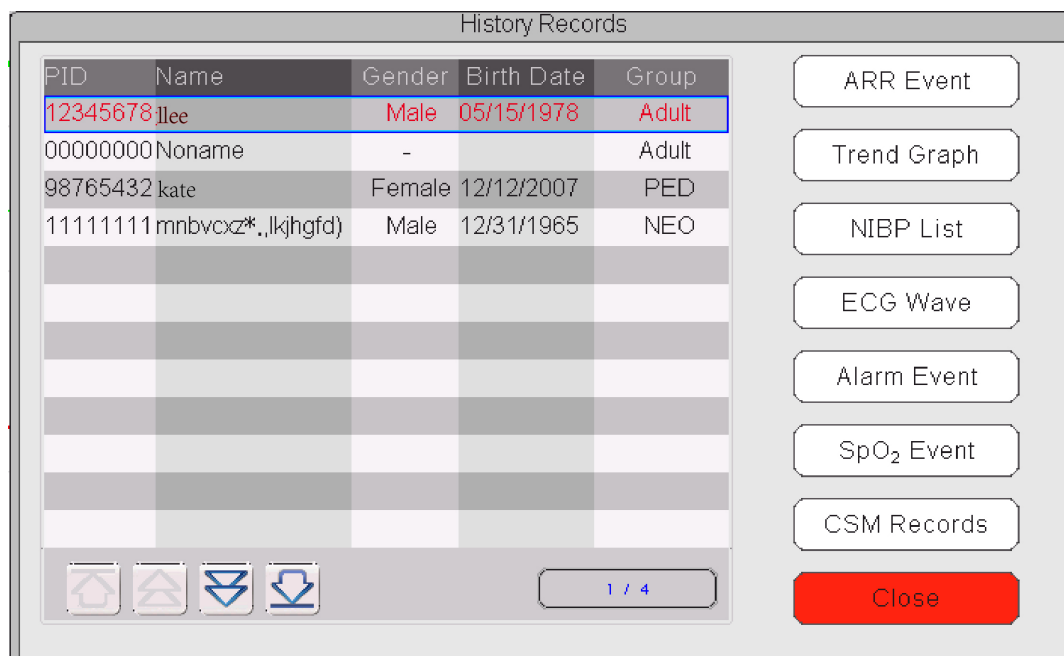 History Records
PID Name Gender Birth Date Group
12345678 llee Male 05/15/1978 Adult
00000000 Noname - Adult
98765432 kate Female 12/12/2007 PED
11111111 mnbvcxz*.,lkjhgfd) Male 12/31/1965 NEO
1 / 4
ARR Event
Trend Graph
NIBP List
ECG Wave
Alarm Event
SpO₂ Event
CSM Records
Close